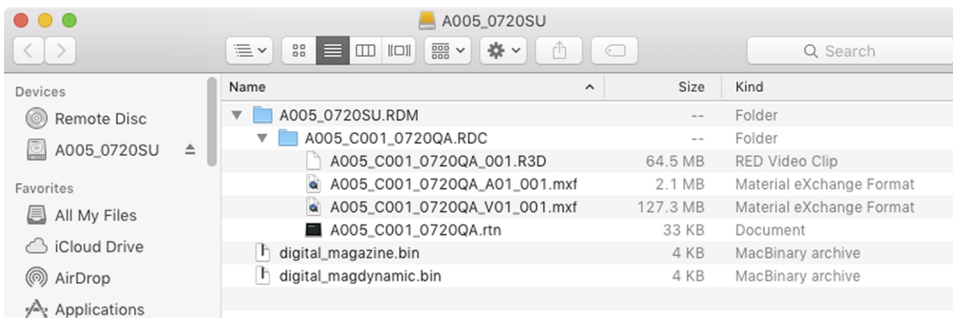 A005_0720SU
Search
Devices
Remote Disc
A005_0720SU
Favorites
All My Files
iCloud Drive
AirDrop
Applications
Name Size Kind
A005_0720SU.RDM -- Folder
A005_C001_0720QA.RDC -- Folder
A005_C001_0720QA_001.R3D 64.5 MB RED Video Clip
A005_C001_0720QA_A01_001.mxf 2.1 MB Material eXchange Format
A005_C001_0720QA_V01_001.mxf 127.3 MB Material eXchange Format
A005_C001_0720QA.rtn 33 KB Document
digital_magazine.bin 4 KB MacBinary archive
digital_magdynamic.bin 4 KB MacBinary archive